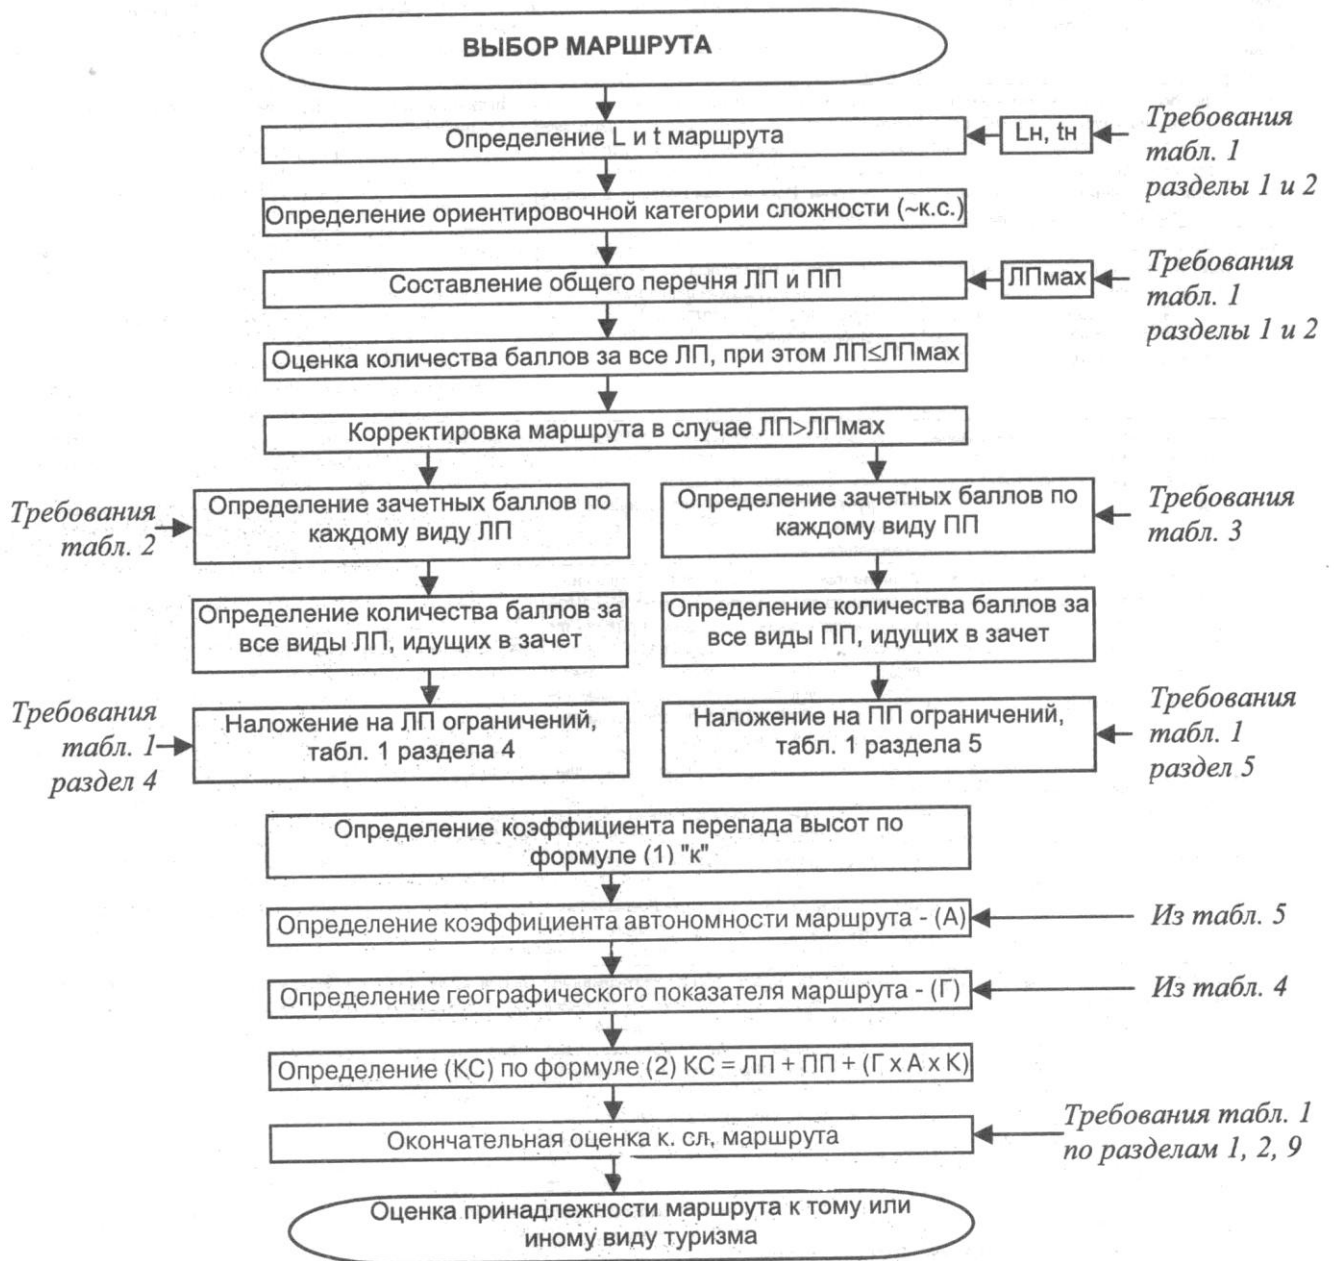 ВЫБОР МАРШРУТА
Определение L и t маршрута
Lн, tн
Требования
табл. 1
разделы 1 и 2
Определение ориентировочной категории сложности (~к.с.)
Составление общего перечня ЛП и ПП
ЛПмах
Требования
табл. 1
разделы 1 и 2
Оценка количества баллов за все ЛП, при этом ЛП≤ЛПмах
Корректировка маршрута в случае ЛП>ЛПмах
Требования
табл. 2
Определение зачетных баллов по
каждому виду ЛП
Определение зачетных баллов по
каждому виду ПП
Требования
табл. 3
Определение количества баллов за
все виды ЛП, идущих в зачет
Определение количества баллов за
все виды ПП, идущих в зачет
Требования
табл. 1
раздел 4
Наложение на ЛП ограничений,
табл. 1 раздела 4
Наложение на ПП ограничений,
табл. 1 раздела 5
Требования
табл. 1
раздел 5
Определение коэффициента перепада высот по
формуле (1) "к"
Определение коэффициента автономности маршрута - (А)
Из табл. 5
Определение географического показателя маршрута - (Г)
Из табл. 4
Определение (КС) по формуле (2) КС = ЛП + ПП + (Г х А х К)
Окончательная оценка к. сл, маршрута
Требования табл. 1
по разделам 1, 2, 9
Оценка принадлежности маршрута к тому или
иному виду туризма